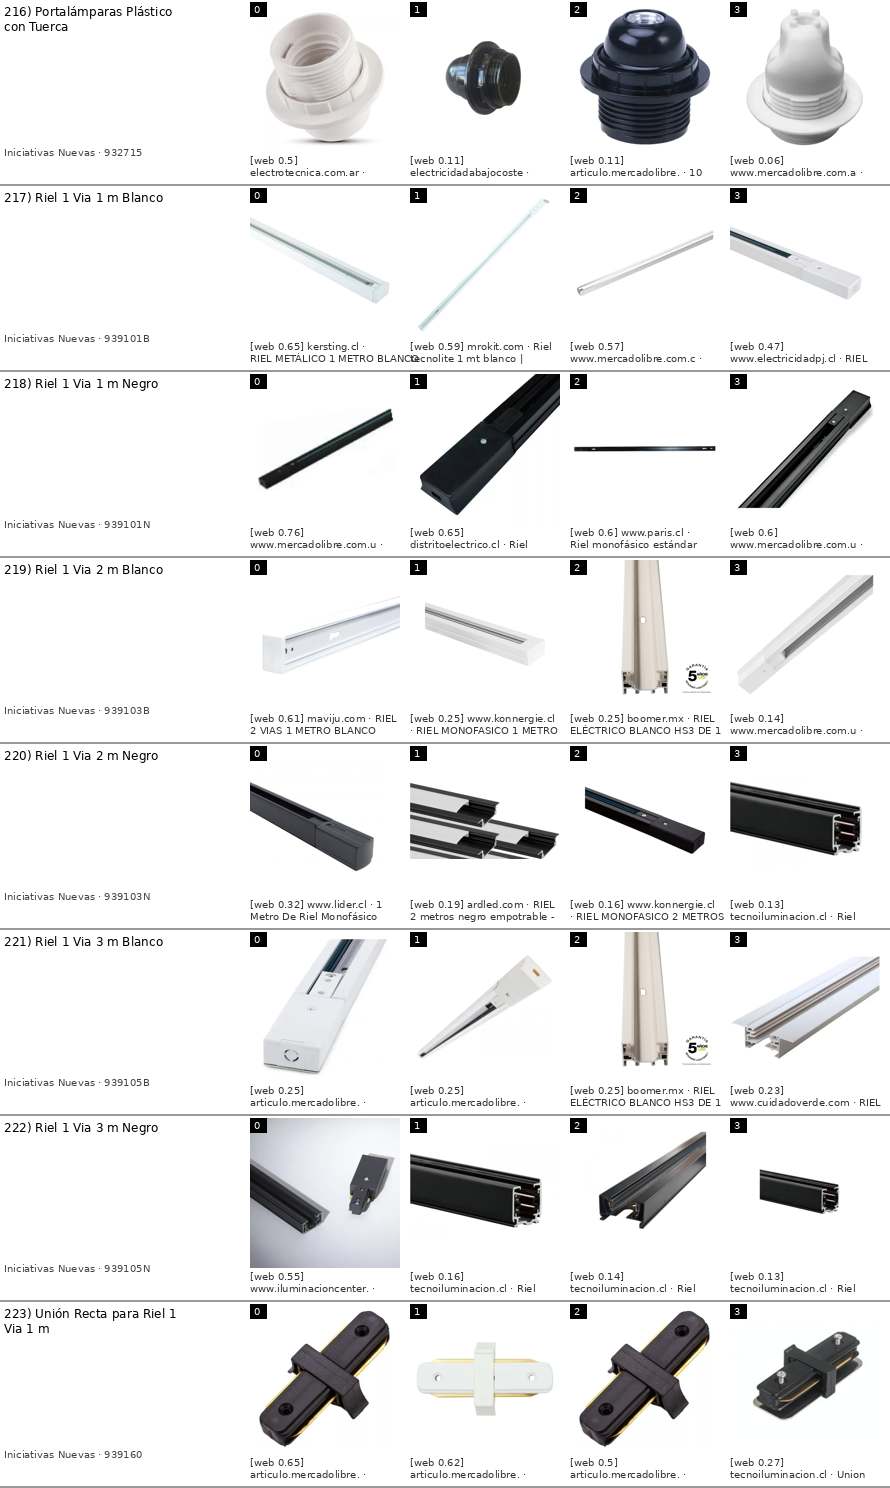 216) Portalámparas Plástico
con Tuerca
Iniciativas Nuevas · 932715
0
[web 0.5]
electrotecnica.com.ar ·
1
[web 0.11]
electricidadabajocoste ·
2
[web 0.11]
articulo.mercadolibre. · 10
3
[web 0.06]
www.mercadolibre.com.a ·
217) Riel 1 Via 1 m Blanco
Iniciativas Nuevas · 939101B
0
[web 0.65] kersting.cl ·
RIEL METÁLICO 1 METRO BLANCO
1
[web 0.59] mrokit.com · Riel
tecnolite 1 mt blanco |
2
[web 0.57]
www.mercadolibre.com.c ·
3
[web 0.47]
www.electricidadpj.cl · RIEL
218) Riel 1 Via 1 m Negro
Iniciativas Nuevas · 939101N
0
[web 0.76]
www.mercadolibre.com.u ·
1
[web 0.65]
distritoelectrico.cl · Riel
2
[web 0.6] www.paris.cl ·
Riel monofásico estándar
3
[web 0.6]
www.mercadolibre.com.u ·
219) Riel 1 Via 2 m Blanco
Iniciativas Nuevas · 939103B
0
[web 0.61] maviju.com · RIEL
2 VIAS 1 METRO BLANCO
1
[web 0.25] www.konnergie.cl
· RIEL MONOFASICO 1 METRO
2
GARANTIA
5 años
[web 0.25] boomer.mx · RIEL
ELÉCTRICO BLANCO HS3 DE 1
3
[web 0.14]
www.mercadolibre.com.u ·
220) Riel 1 Via 2 m Negro
Iniciativas Nuevas · 939103N
0
[web 0.32] www.lider.cl · 1
Metro De Riel Monofásico
1
[web 0.19] ardled.com · RIEL
2 metros negro empotrable -
2
[web 0.16] www.konnergie.cl
· RIEL MONOFASICO 2 METROS
3
[web 0.13]
tecnoiluminacion.cl · Riel
221) Riel 1 Via 3 m Blanco
Iniciativas Nuevas · 939105B
0
[web 0.25]
articulo.mercadolibre. ·
1
[web 0.25]
articulo.mercadolibre. ·
2
GARANTIA
5 años
[web 0.25] boomer.mx · RIEL
ELÉCTRICO BLANCO HS3 DE 1
3
[web 0.23]
www.cuidadoverde.com · RIEL
222) Riel 1 Via 3 m Negro
Iniciativas Nuevas · 939105N
0
[web 0.55]
www.iluminacioncenter. ·
1
[web 0.16]
tecnoiluminacion.cl · Riel
2
[web 0.14]
tecnoiluminacion.cl · Riel
3
[web 0.13]
tecnoiluminacion.cl · Riel
223) Unión Recta para Riel 1
Via 1 m
Iniciativas Nuevas · 939160
0
[web 0.65]
articulo.mercadolibre. ·
1
[web 0.62]
articulo.mercadolibre. ·
2
[web 0.5]
articulo.mercadolibre. ·
3
[web 0.27]
tecnoiluminacion.cl · Union